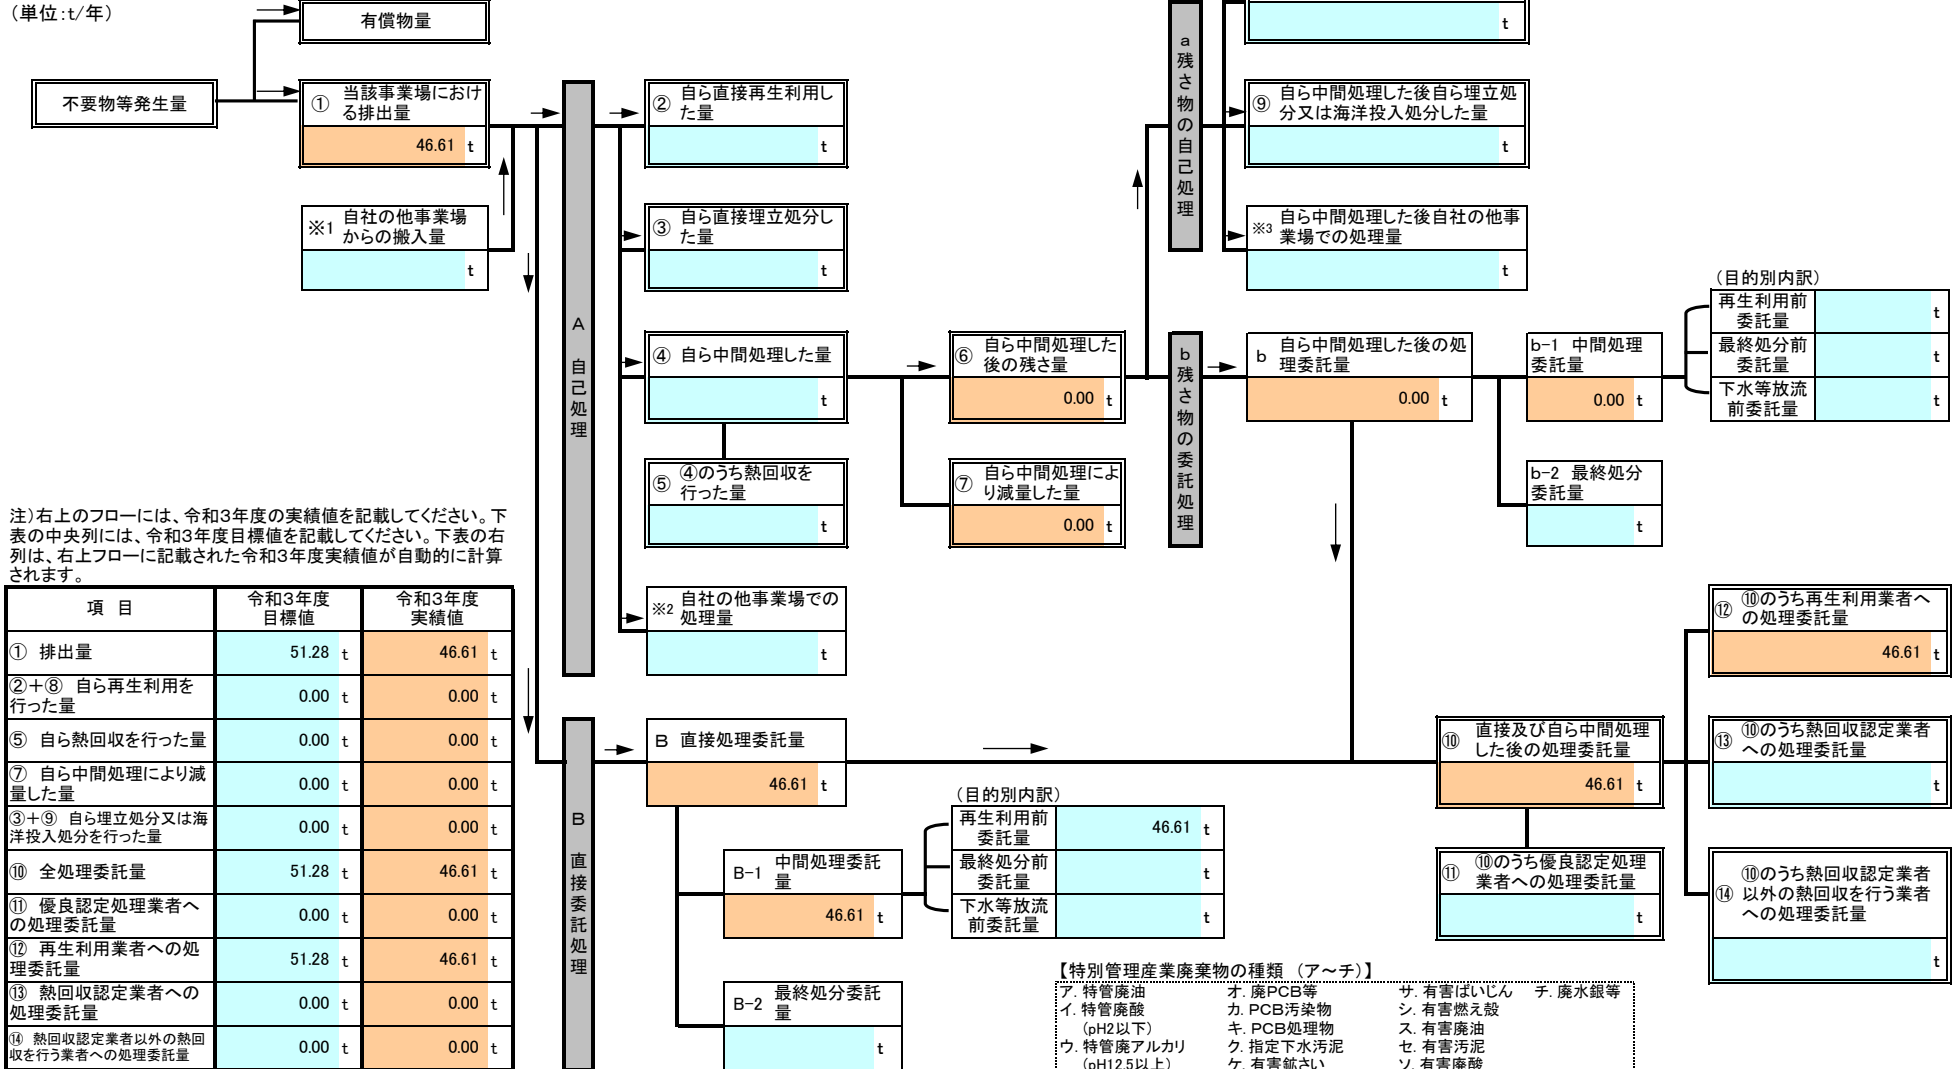 （単位:t/年）
有償物量
不要物等発生量
① 当該事業場におけ
る排出量
46.61 t
※1 自社の他事業場
からの搬入量
t
A 自己処理
② 自ら直接再生利用し
た量
t
③ 自ら直接埋立処分し
た量
t
④ 自ら中間処理した量
t
⑤ ④のうち熱回収を
行った量
t
※2 自社の他事業場での
処理量
t
⑥ 自ら中間処理した
後の残さ量
0.00 t
⑦ 自ら中間処理によ
り減量した量
0.00 t
a 残さ物の自己処理
t
⑨ 自ら中間処理した後自ら埋立処
分又は海洋投入処分した量
t
※3 自ら中間処理した後自社の他事
業場での処理量
t
b 残さ物の委託処理
b 自ら中間処理した後の処
理委託量
0.00 t
b-1 中間処理
委託量
0.00 t
b-2 最終処分
委託量
t
（目的別内訳）
再生利用前
委託量
t
最終処分前
委託量
t
下水等放流
前委託量
t
注）右上のフローには、令和3年度の実績値を記載してください。下
表の中央列には、令和3年度目標値を記載してください。下表の右
列は、右上フローに記載された令和3年度実績値が自動的に計算
されます。
項 目 令和3年度 令和3年度
目標値 実績値
① 排出量 51.28 t 46.61 t
②+⑧ 自ら再生利用を
行った量 0.00 t 0.00 t
⑤ 自ら熱回収を行った量 0.00 t 0.00 t
⑦ 自ら中間処理により減
量した量 0.00 t 0.00 t
③+⑨ 自ら埋立処分又は海
洋投入処分を行った量 0.00 t 0.00 t
⑩ 全処理委託量 51.28 t 46.61 t
⑪ 優良認定処理業者へ
の処理委託量 0.00 t 0.00 t
⑫ 再生利用業者への処
理委託量 51.28 t 46.61 t
⑬ 熱回収認定業者への
処理委託量 0.00 t 0.00 t
⑭ 熱回収認定業者以外の熱回
収を行う業者への処理委託量 0.00 t 0.00 t
B 直接委託処理
B 直接処理委託量
46.61 t
B-1 中間処理委託
量
46.61 t
B-2 最終処分委託
量
t
（目的別内訳）
再生利用前
委託量
46.61 t
最終処分前
委託量
t
下水等放流
前委託量
t
⑩ 直接及び自ら中間処理
した後の処理委託量
46.61 t
⑪ ⑩のうち優良認定処理
業者への処理委託量
t
⑫ ⑩のうち再生利用業者へ
の処理委託量
46.61 t
⑬ ⑩のうち熱回収認定業者
への処理委託量
t
⑭ ⑩のうち熱回収認定業者
以外の熱回収を行う業者
への処理委託量
t
【特別管理産業廃棄物の種類 （ア～チ）】
ア. 特管廃油 オ. 廃PCB等 サ. 有害ばいじん チ. 廃水銀等
イ. 特管廃酸 カ. PCB汚染物 シ. 有害燃え殻
（pH2以下） キ. PCB処理物 ス. 有害廃油
ウ. 特管廃アルカリ ク. 指定下水汚泥 セ. 有害汚泥
（pH12.5以上） ケ. 有害鉱さい ソ. 有害廃酸